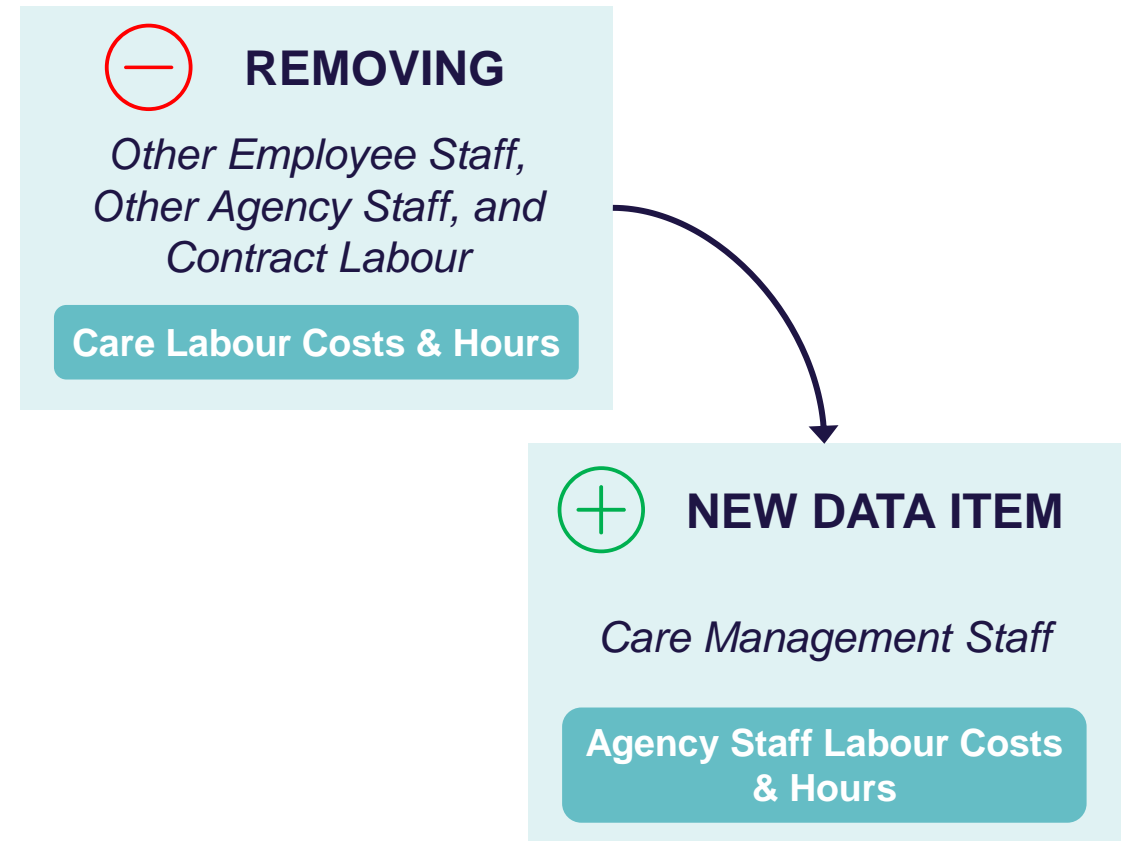 REMOVING
Other Employee Staff,
Other Agency Staff, and
Contract Labour
Care Labour Costs & Hours
NEW DATA ITEM
Care Management Staff
Agency Staff Labour Costs
& Hours